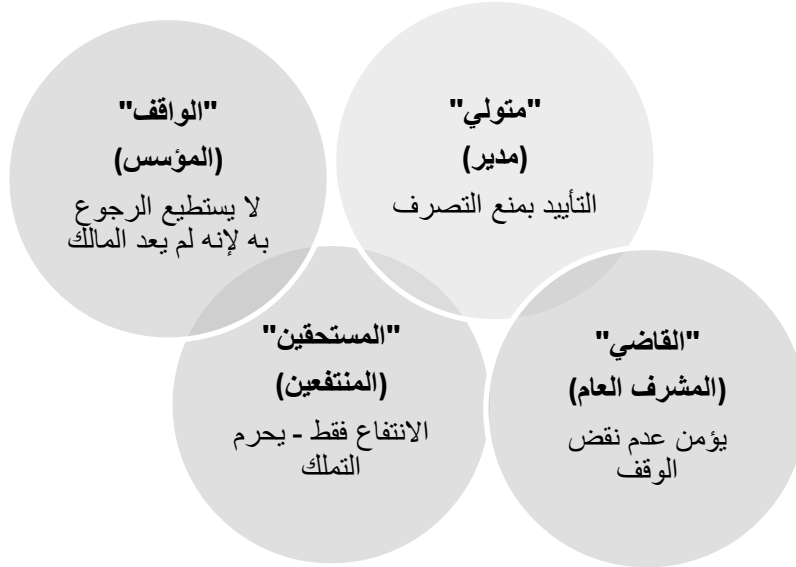 "الواقف"
(المؤسس)
لا يستطيع الرجوع
به لإنه لم يعد المالك
"متولي"
(مدير)
التأييد بمنع التصرف
"المستحقين"
(المنتفعين)
الانتفاع فقط - يحرم
التملك
"القاضي"
(المشرف العام)
يؤمن عدم نقض
الوقف